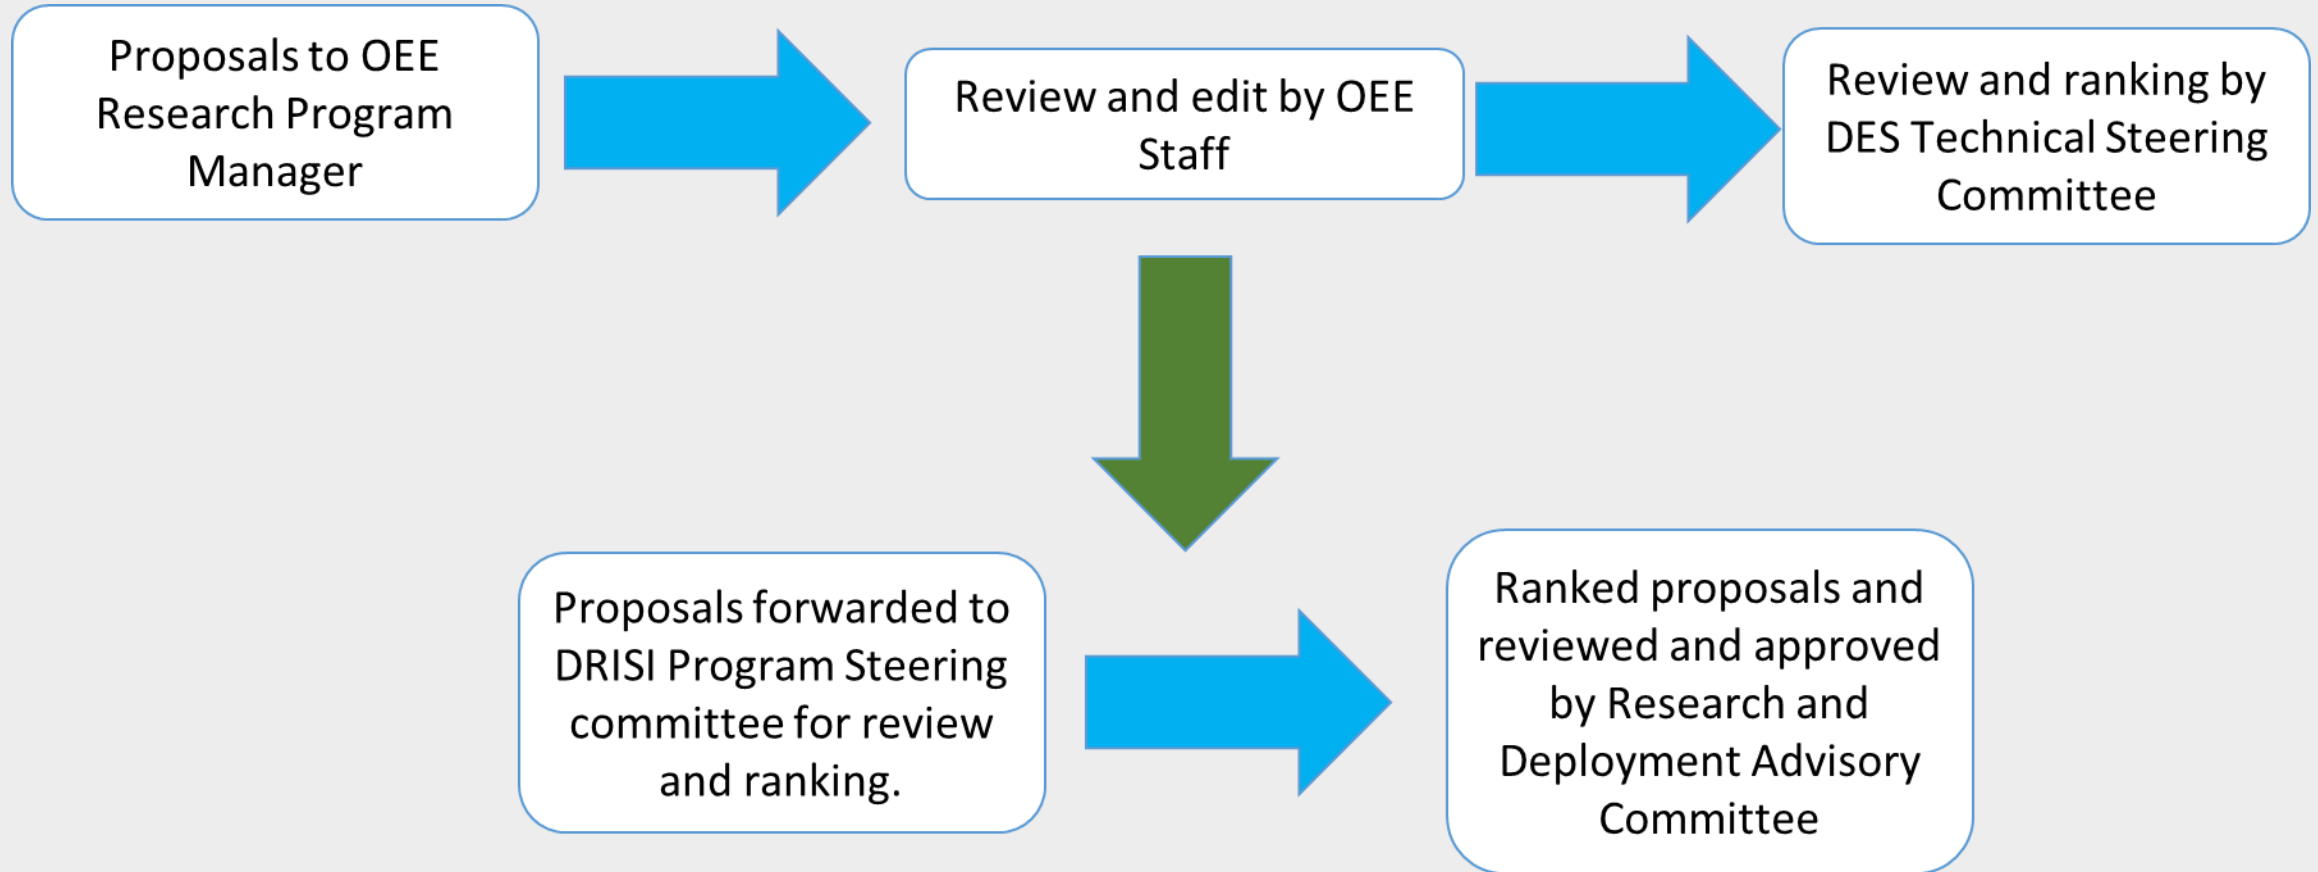 Proposals to OEE
Research Program
Manager
Review and edit by OEE
Staff
Review and ranking by
DES Technical Steering
Committee
Proposals forwarded to
DRISI Program Steering
committee for review
and ranking.
Ranked proposals and
reviewed and approved
by Research and
Deployment Advisory
Committee